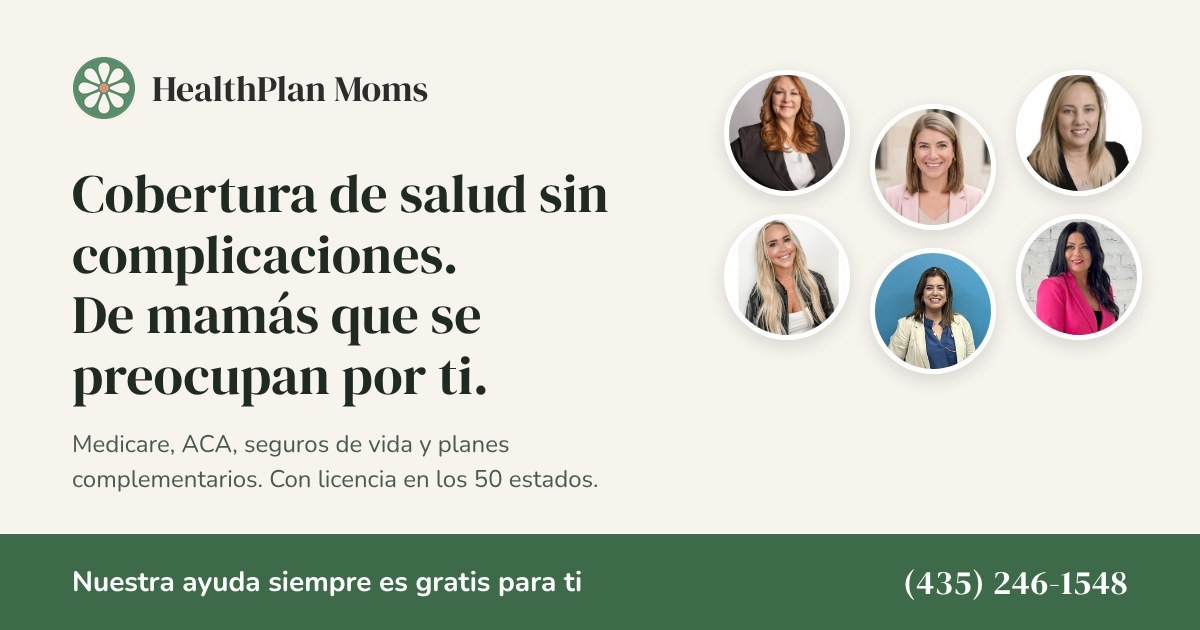 HealthPlan Moms
Cobertura de salud sin
complicaciones.
De mamás que se
preocupan por ti.
Medicare, ACA, seguros de vida y planes
complementarios. Con licencia en los 50 estados.
Nuestra ayuda siempre es gratis para ti
(435) 246-1548